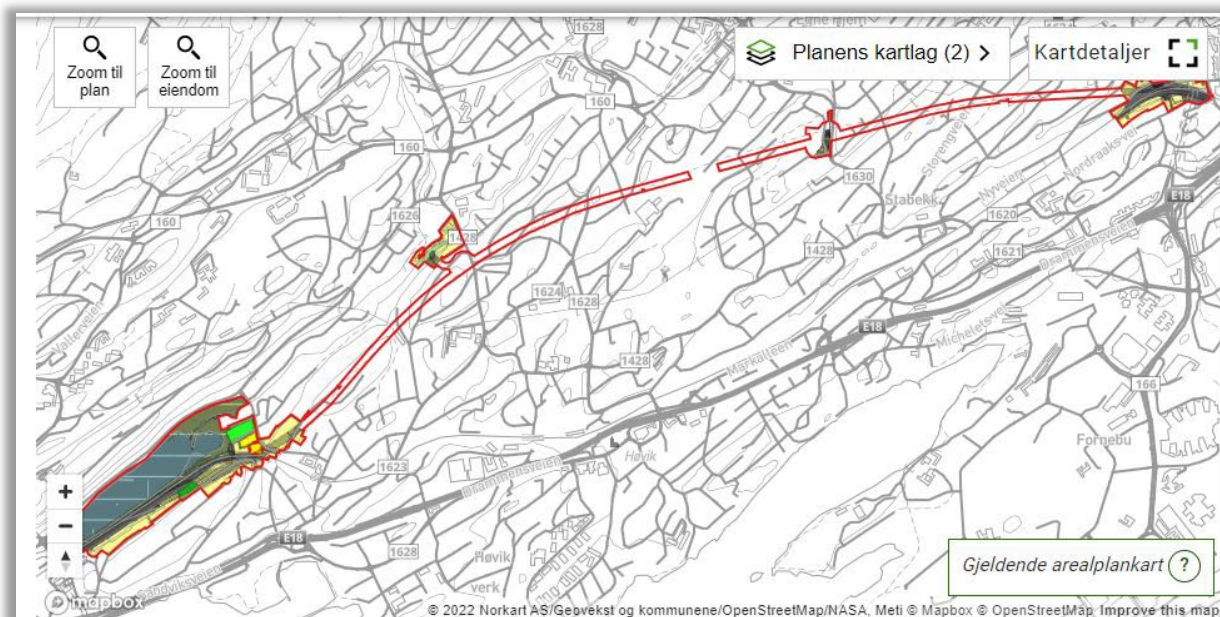 Zoom til
plan
Zoom til
eiendom
Planens kartlag (2)
Kartdetaljer
1628
160
160
160
1626
1428
1630
Storengveien
Nyveien
Nordraaksvei
Stabekk
1620
E18
1621
1428
Drammensveien
1624
1628
E18
Micheletsvei
Markalleen
1428
Vallerveien
166
Fornebu
Høvik
1623
Drammensveien
E18
1628
Høvik
verk
Sandviksveien
+
−
Gjeldende arealplankart ?
mapbox
© 2022 Norkart AS/Geovekst og kommunene/OpenStreetMap/NASA, Meti © Mapbox © OpenStreetMap Improve this map